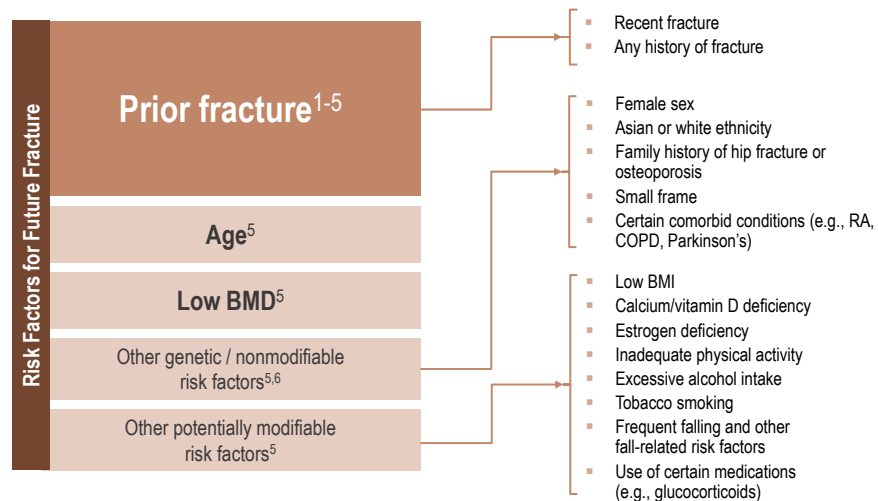 Risk Factors for Future Fracture
Prior fracture1-5
Age5
Low BMD5
Other genetic / nonmodifiable
risk factors5,6
Other potentially modifiable
risk factors5
Recent fracture
Any history of fracture
Female sex
Asian or white ethnicity
Family history of hip fracture or
osteoporosis
Small frame
Certain comorbid conditions (e.g., RA,
COPD, Parkinson's)
Low BMI
Calcium/vitamin D deficiency
Estrogen deficiency
Inadequate physical activity
Excessive alcohol intake
Tobacco smoking
Frequent falling and other
fall-related risk factors
Use of certain medications
(e.g., glucocorticoids)